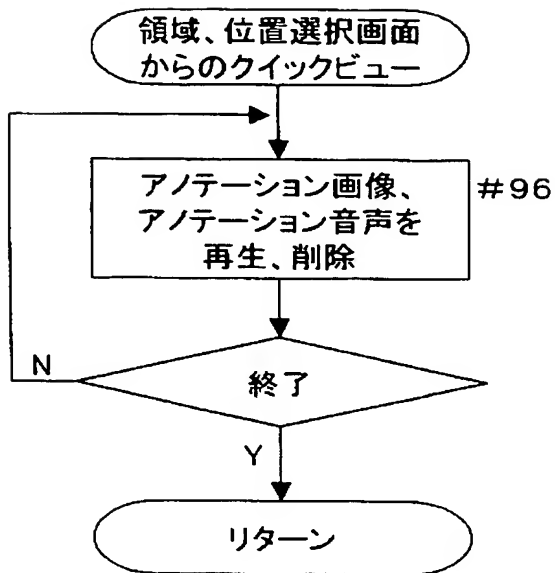 領域、位置選択画面
からのクイックビュー
アノテーション画像、
アノテーション音声を
再生、削除
#96
N
終了
Y
リターン